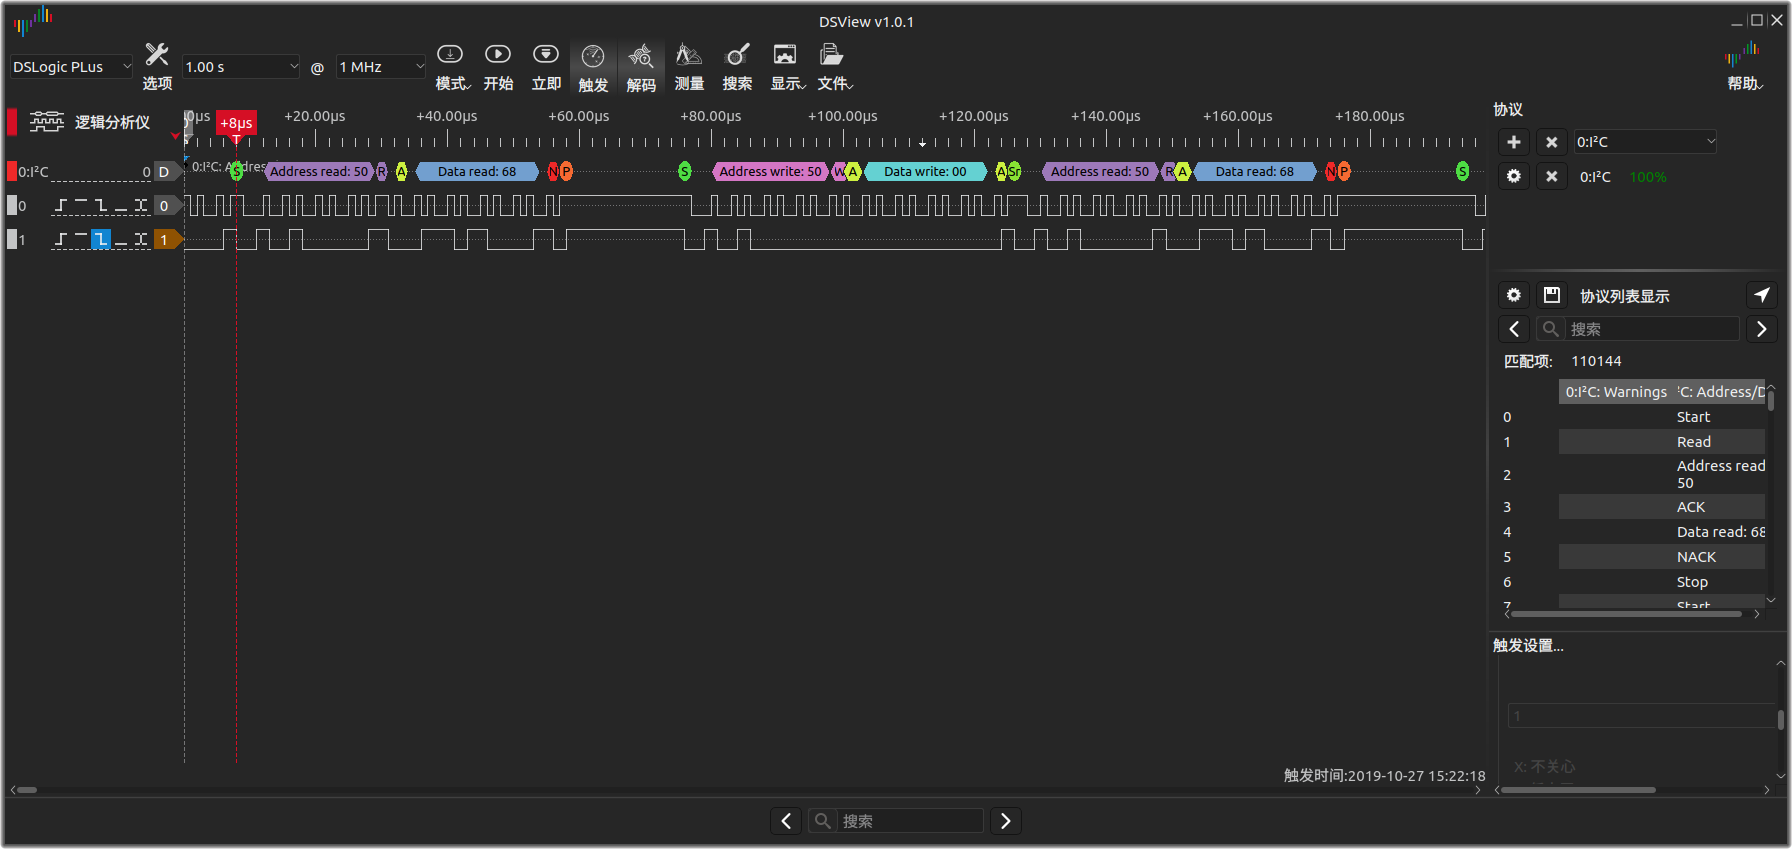 DSView v1.0.1
DSLogic PLus
选项
1.00 s
@
1 MHz
模式
开始
立即
触发
解码
测量
搜索
显示
文件
帮助
逻辑分析仪
0µs
+8µs
+20.00µs
+40.00µs
+60.00µs
+80.00µs
+100.00µs
+120.00µs
+140.00µs
+160.00µs
+180.00µs
T
0:I²C
0
D
0:I²C: Address
S
Address read: 50
R
A
Data read: 68
N
P
S
Address write: 50
W
A
Data write: 00
A
Sr
Address read: 50
R
A
Data read: 68
N
P
S
0
0
1
1
触发时间:2019-10-27 15:22:18
协议
0:I²C
0:I²C
100%
协议列表显示
搜索
匹配项:
110144
0:I²C: Warnings
²C: Address/D
0 Start
1 Read
2 Address read
50
3 ACK
4 Data read: 68
5 NACK
6 Stop
7 Start
触发设置...
1
X: 不关心
搜索